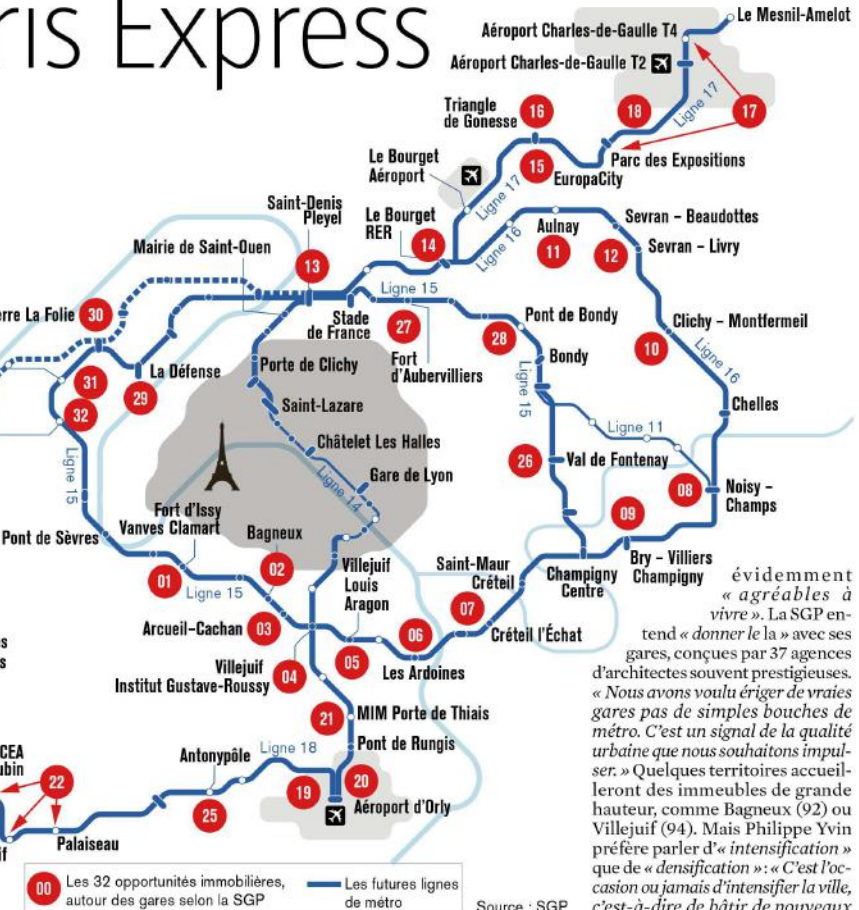 ris Express
Le Mesnil-Amelot
Aéroport Charles-de-Gaulle T4
Aéroport Charles-de-Gaulle T2
Ligne 17
17
18
16
Triangle
de Gonesse
15
Parc des Expositions
EuropaCity
Le Bourget
Aéroport
Ligne 17
Saint-Denis
Pleyel
Le Bourget
RER
14
Ligne 16
Aulnay
11
12
Sevran – Beaudottes
Sevran – Livry
Mairie de Saint-Ouen
13
Ligne 15
erre La Folie
30
Stade
de France
27
28
Pont de Bondy
10
Clichy – Montfermeil
Ligne 16
31
32
29
La Défense
Porte de Clichy
Fort
d'Aubervilliers
Bondy
Ligne 15
Chelles
Saint-Lazare
Châtelet Les Halles
Ligne 11
Ligne 15
Gare de Lyon
Ligne 14
26
Val de Fontenay
08
Noisy –
Champs
Pont de Sèvres
Fort d'Issy
Vanves Clamart
Bagneux
09
01
Ligne 15
02
Villejuif
Louis
Aragon
Saint-Maur
Créteil
Champigny
Centre
Bry – Villiers
Champigny
Arcueil-Cachan
03
07
Créteil l'Échat
06
Villejuif
Institut Gustave-Roussy
04
05
Les Ardoines
21
MIM Porte de Thiais
Pont de Rungis
CEA
ubin
22
Antonypôle
Ligne 18
25
19
20
Aéroport d'Orly
Palaiseau
if
s
s
00
Les 32 opportunités immobilières,
autour des gares selon la SGP
Les futures lignes
de métro
Source : SGP
évidemment
« agréables à
vivre ». La SGP en-
tend « donner le la » avec ses
gares, conçues par 37 agences
d'architectes souvent prestigieuses.
« Nous avons voulu ériger de vraies
gares pas de simples bouches de
métro. C'est un signal de la qualité
urbaine que nous souhaitons impul-
ser. » Quelques territoires accueil-
leront des immeubles de grande
hauteur, comme Bagneux (92) ou
Villejuif (94). Mais Philippe Yvin
préfère parler d'« intensification »
que de « densification » : « C'est l'oc-
casion ou jamais d'intensifier la ville,
c'est-à-dire de bâtir de nouveaux